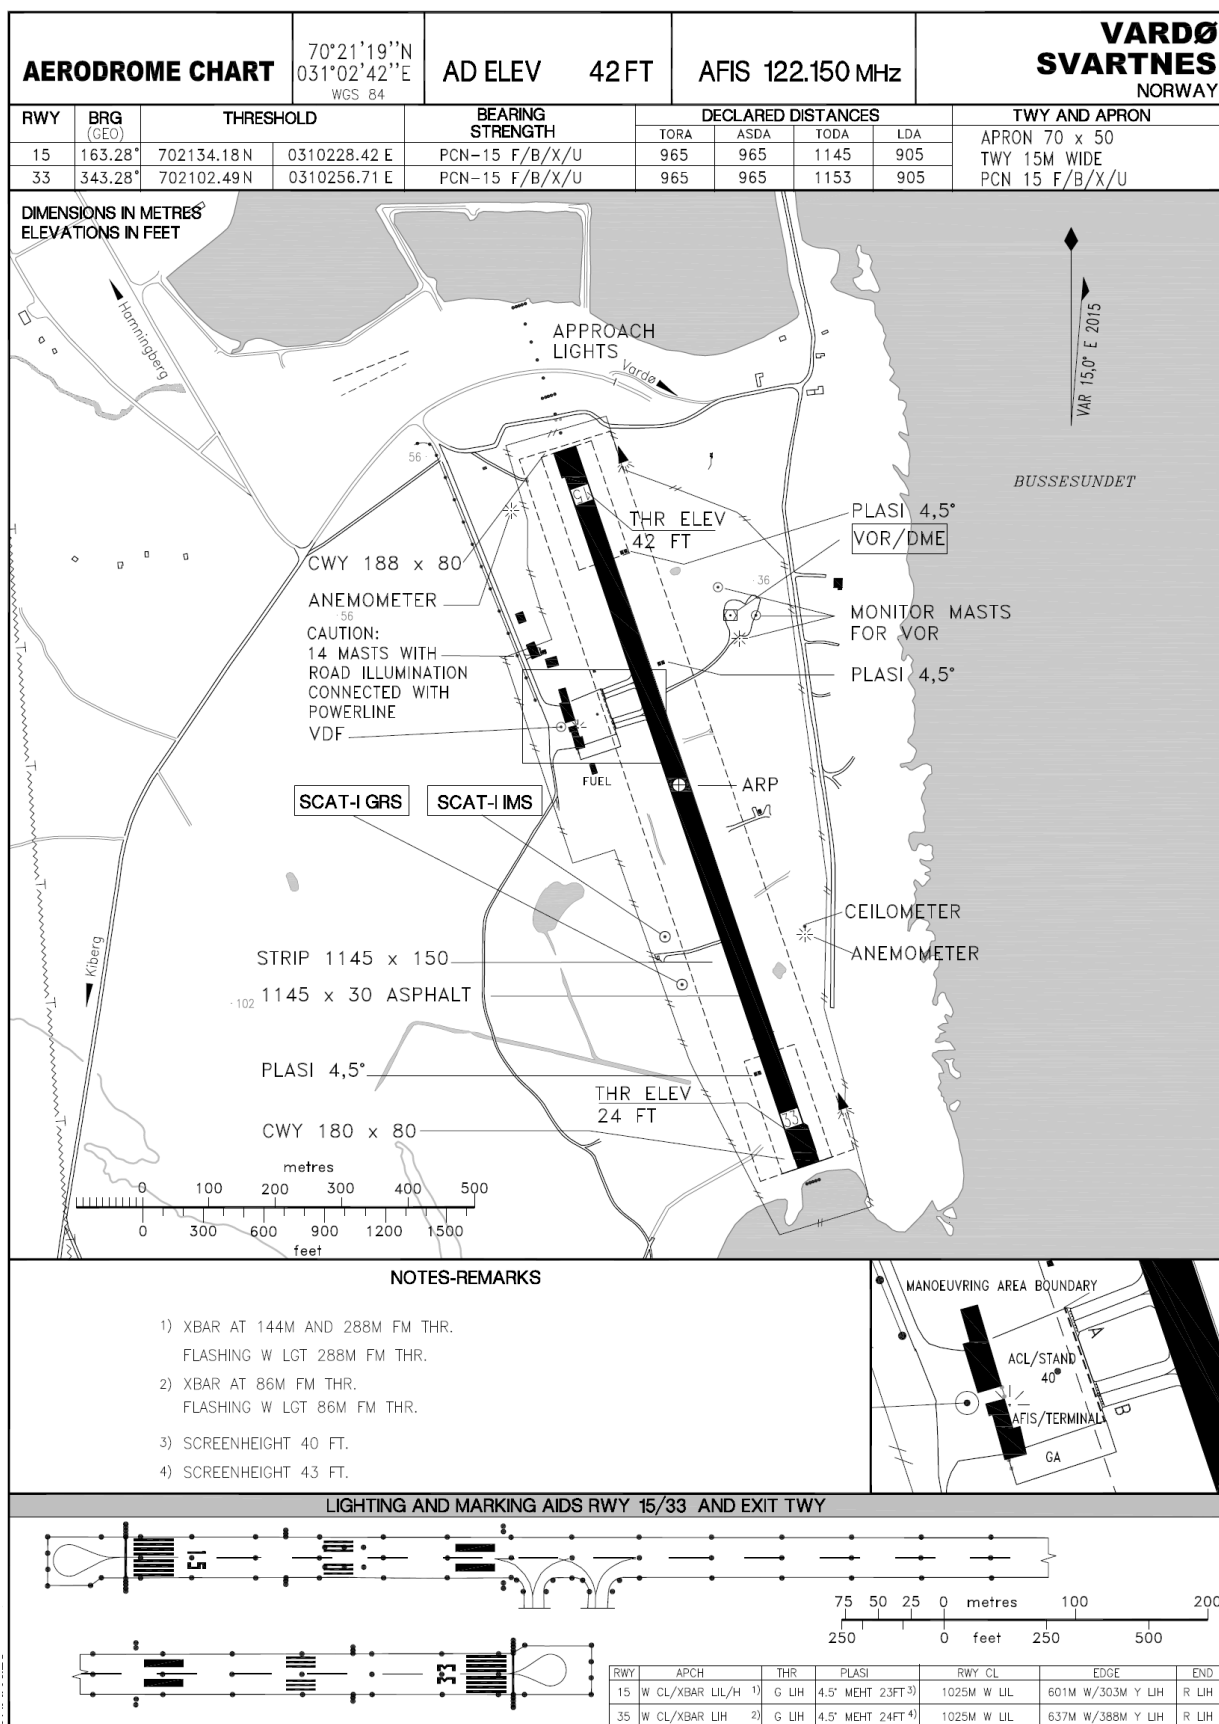 AERODROME CHART
70°21'19''N
031°02'42''E
WGS 84
AD ELEV 42 FT
AFIS 122.150 MHz
VARDØ
SVARTNES
NORWAY
RWY BRG (GEO) THRESHOLD BEARING STRENGTH DECLARED DISTANCES TWY AND APRON
TORA ASDA TODA LDA
15 163.28° 702134.18 N 0310228.42 E PCN-15 F/B/X/U 965 965 1145 905
33 343.28° 702102.49 N 0310256.71 E PCN-15 F/B/X/U 965 965 1153 905
APRON 70 x 50
TWY 15M WIDE
PCN 15 F/B/X/U
DIMENSIONS IN METRES
ELEVATIONS IN FEET
Hamningberg
APPROACH
LIGHTS
Vardø
VAR 15,0° E 2015
BUSSESUNDET
56
15
THR ELEV
42 FT
PLASI 4,5°
VOR/DME
CWY 188 x 80
36
ANEMOMETER
56
MONITOR MASTS
FOR VOR
CAUTION:
14 MASTS WITH
ROAD ILLUMINATION
CONNECTED WITH
POWERLINE
PLASI 4,5°
VDF
FUEL
ARP
SCAT-I GRS
SCAT-I IMS
CEILOMETER
ANEMOMETER
Kiberg
STRIP 1145 x 150
102
1145 x 30 ASPHALT
PLASI 4,5°
THR ELEV
24 FT
33
CWY 180 x 80
metres
0 100 200 300 400 500
0 300 600 900 1200 1500
feet
NOTES-REMARKS
1) XBAR AT 144M AND 288M FM THR.
FLASHING W LGT 288M FM THR.
2) XBAR AT 86M FM THR.
FLASHING W LGT 86M FM THR.
3) SCREENHEIGHT 40 FT.
4) SCREENHEIGHT 43 FT.
MANOEUVRING AREA BOUNDARY
A
ACL/STAND
40
B
AFIS/TERMINAL
GA
LIGHTING AND MARKING AIDS RWY 15/33 AND EXIT TWY
15
75 50 25 0 metres 100 200
250 0 feet 250 500
33
RWY APCH THR PLASI RWY CL EDGE END
15 W CL/XBAR LIL/H 1) G LIH 4.5° MEHT 23FT 3) 1025M W LIL 601M W/303M Y LIH R LIH
35 W CL/XBAR LIH 2) G LIH 4.5° MEHT 24FT 4) 1025M W LIL 637M W/388M Y LIH R LIH